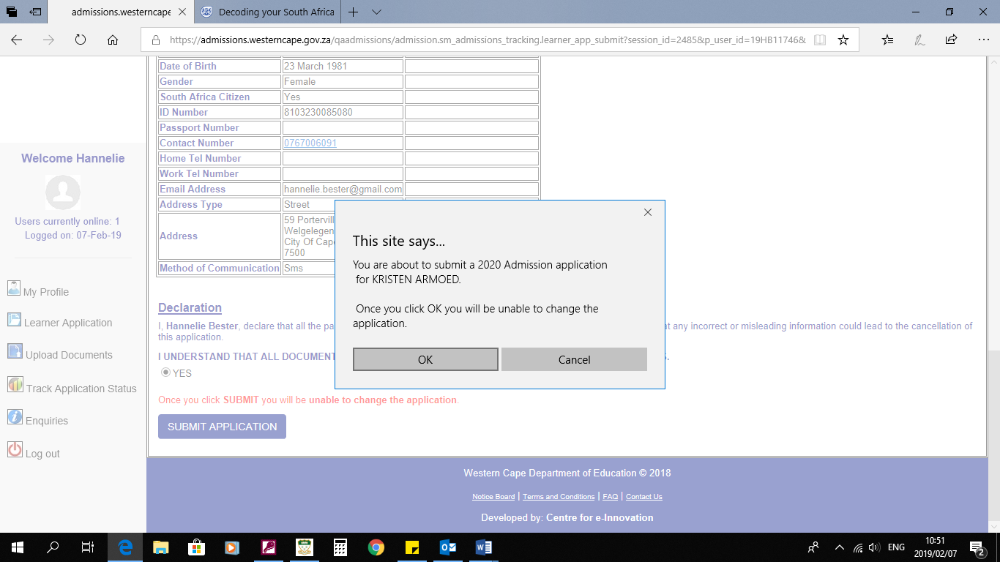 admissions.westerncape
Decoding your South Africa
https://admissions.westerncape.gov.za/qaadmissions/admission.sm_admissions_tracking.learner_app_submit?session_id=2485&p_user_id=19HB11746&
Welcome Hannelie
Users currently online: 1
Logged on: 07-Feb-19
My Profile
Learner Application
Upload Documents
Track Application Status
Enquiries
Log out
Date of Birth 23 March 1981
Gender Female
South Africa Citizen Yes
ID Number 8103230085080
Passport Number
Contact Number 0767006091
Home Tel Number
Work Tel Number
Email Address hannelie.bester@gmail.com
Address Type Street
Address
59 Portervill
Welgelegen
City Of Cap
7500
Method of Communication Sms
Declaration
I, Hannelie Bester, declare that all the pa
any incorrect or misleading information could lead to the cancellation of
this application.
I UNDERSTAND THAT ALL DOCUMENT
YES
Once you click SUBMIT you will be unable to change the application.
SUBMIT APPLICATION
This site says...
You are about to submit a 2020 Admission application
for KRISTEN ARMOED.
Once you click OK you will be unable to change the
application.
OK Cancel
Western Cape Department of Education © 2018
Notice Board | Terms and Conditions | FAQ | Contact Us
Developed by: Centre for e-Innovation
ENG
10:51
2019/02/07
2